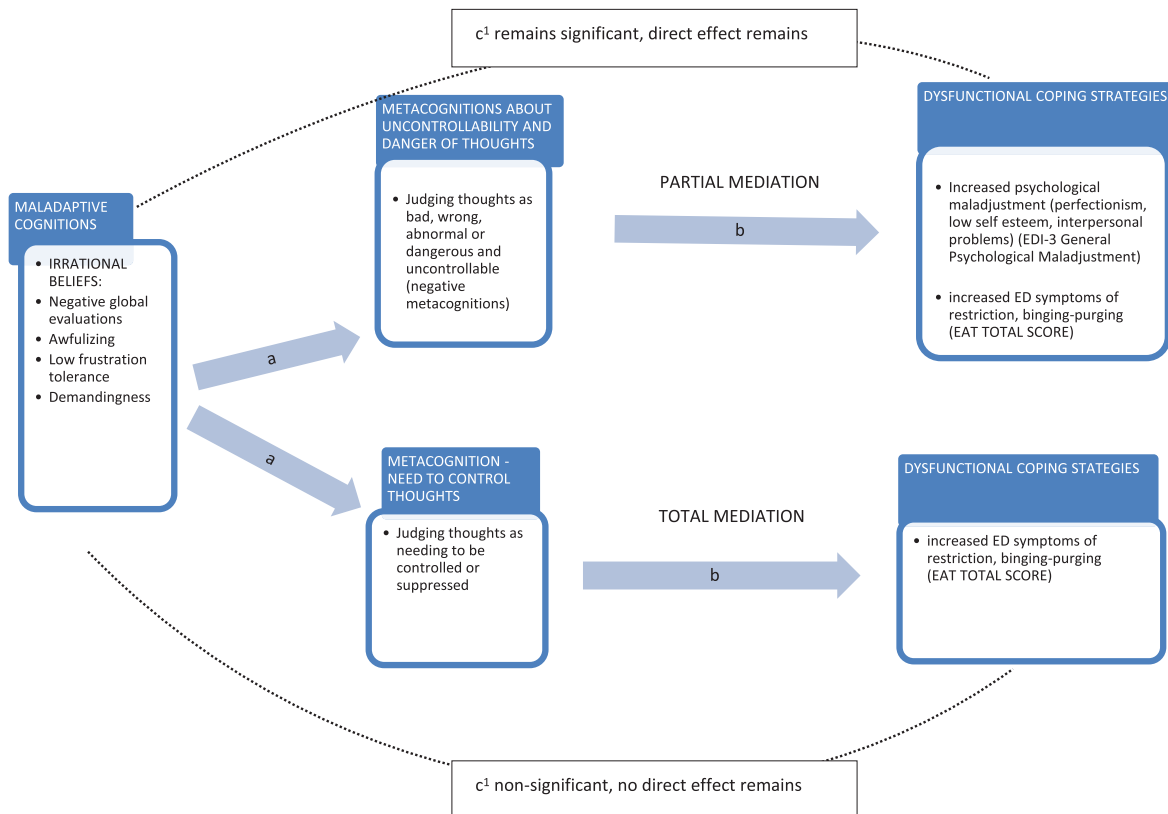 c¹ remains significant, direct effect remains
METACOGNITIONS ABOUT
UNCONTROLLABILITY AND
DANGER OF THOUGHTS
• Judging thoughts as
bad, wrong,
abnormal or
dangerous and
uncontrollable
(negative
metacognitions)
DYSFUNCTIONAL COPING STRATEGIES
• Increased psychological
maladjustment (perfectionism,
low self esteem, interpersonal
problems) (EDI-3 General
Psychological Maladjustment)
• increased ED symptoms of
restriction, binging-purging
(EAT TOTAL SCORE)
PARTIAL MEDIATION
b
MALADAPTIVE
COGNITIONS
• IRRATIONAL
BELIEFS:
• Negative global
evaluations
• Awfulizing
• Low frustration
tolerance
• Demandingness
a
a
METACOGNITION -
NEED TO CONTROL
THOUGHTS
• Judging thoughts as
needing to be
controlled or
suppressed
TOTAL MEDIATION
b
DYSFUNCTIONAL COPING STATEGIES
• increased ED symptoms of
restriction, binging-purging
(EAT TOTAL SCORE)
c¹ non-significant, no direct effect remains